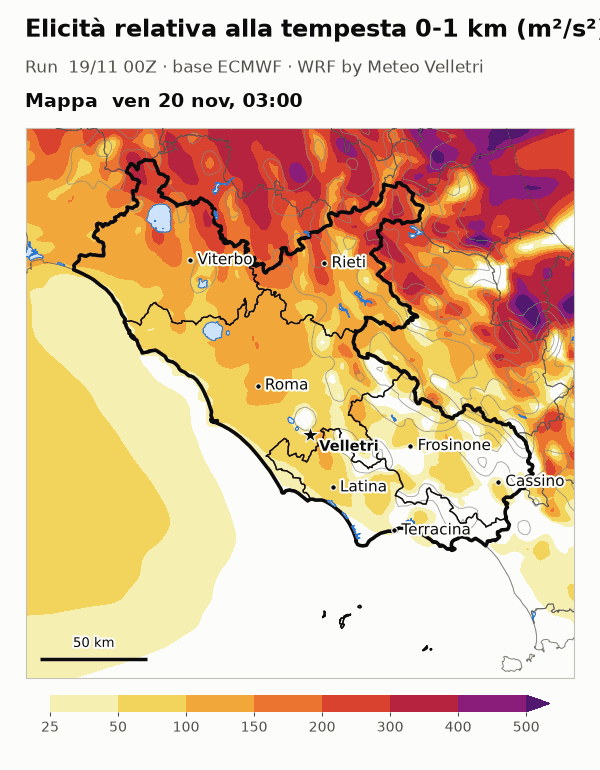 Elicità relativa alla tempesta 0-1 km (m²/s²)
Run 19/11 00Z · base ECMWF · WRF by Meteo Velletri
Mappa ven 20 nov, 03:00
Viterbo
Rieti
Roma
Velletri
Frosinone
Cassino
Latina
Terracina
50 km
25 50 100 150 200 300 400 500